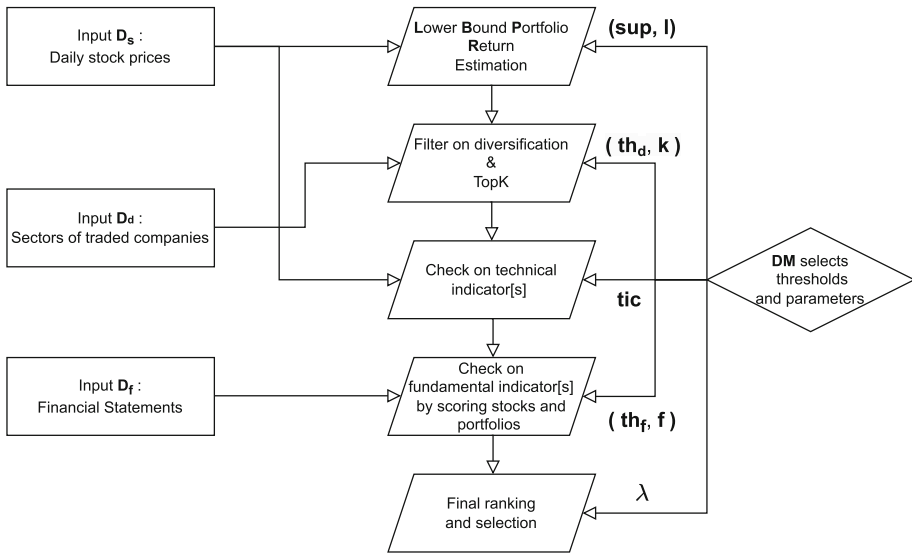 Input Ds :
Daily stock prices
Lower Bound Portfolio
Return
Estimation
(sup, l)
Filter on diversification
&
TopK
( thd, k )
Input Dd :
Sectors of traded companies
Check on technical
indicator[s]
tic
DM selects
thresholds
and parameters
Input Df :
Financial Statements
Check on
fundamental indicator[s]
by scoring stocks and
portfolios
( thf, f )
Final ranking
and selection
λ